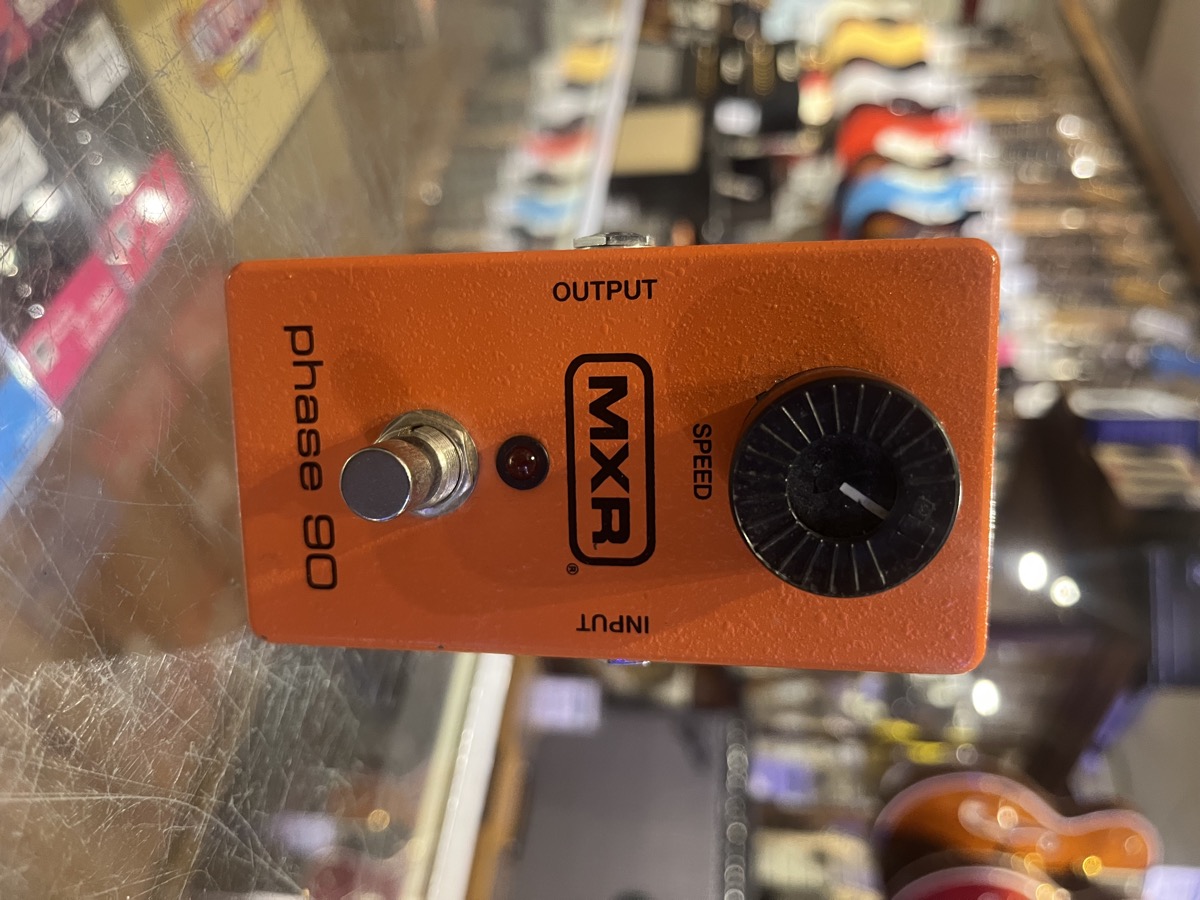 SPEED
INPUT
OUTPUT
MXR®
phase 90